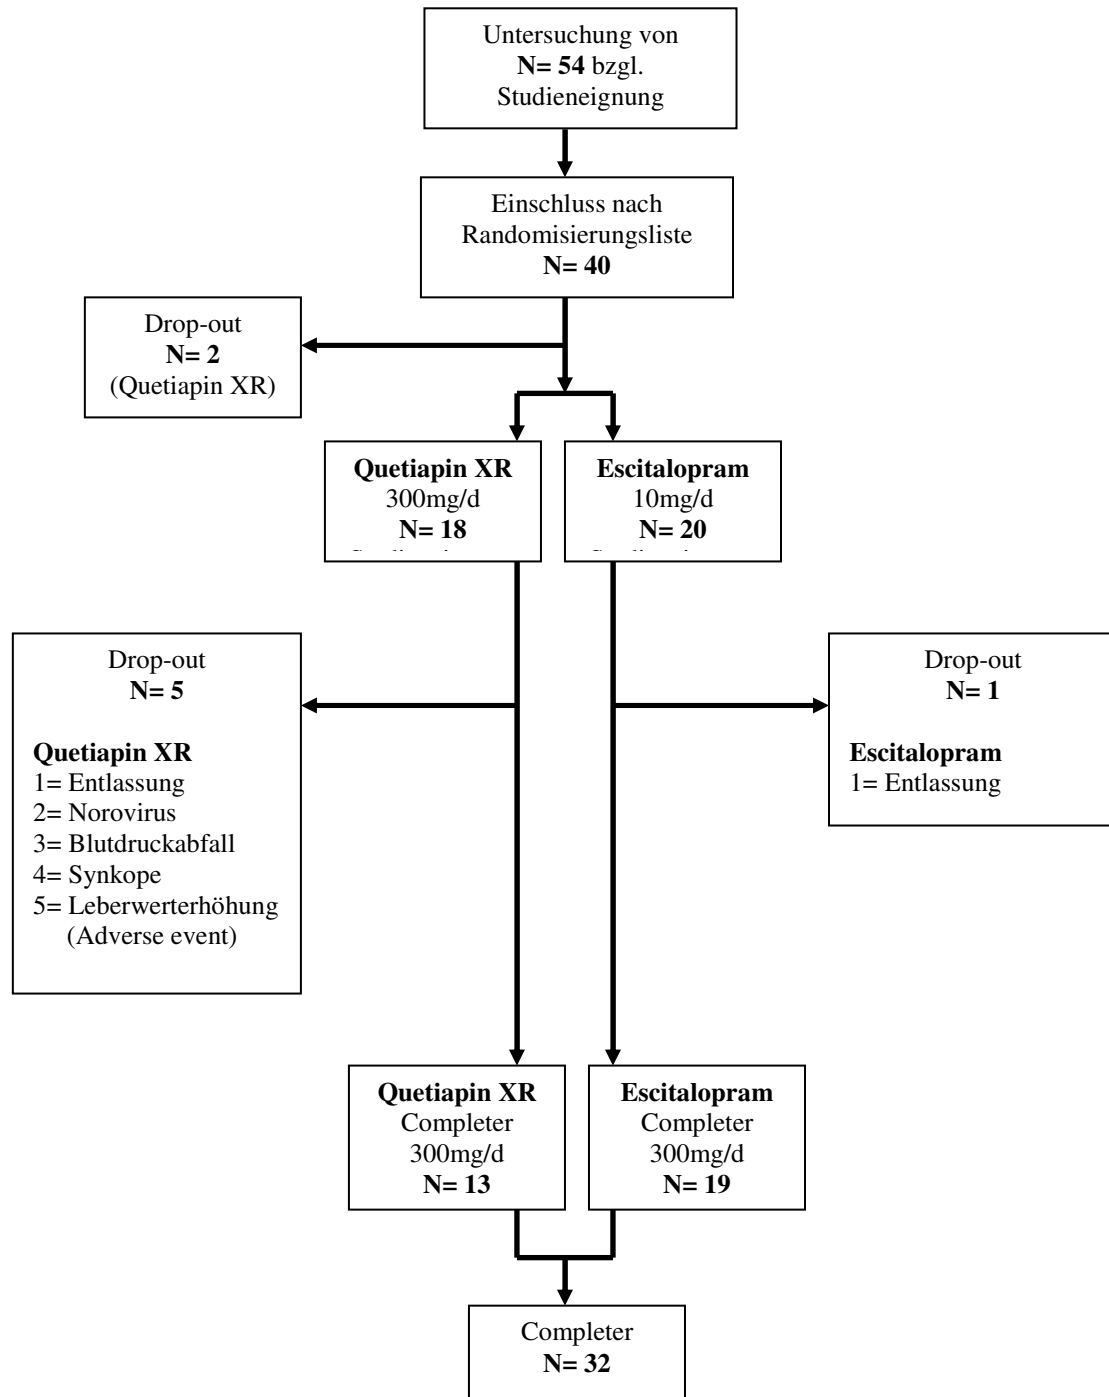 Untersuchung von
N= 54 bzgl.
Studieneignung
Einschluss nach
Randomisierungsliste
N= 40
Drop-out
N= 2
(Quetiapin XR)
Quetiapin XR
300mg/d
N= 18
Escitalopram
10mg/d
N= 20
Drop-out
N= 5
Quetiapin XR
1= Entlassung
2= Norovirus
3= Blutdruckabfall
4= Synkope
5= Leberwerterhöhung
(Adverse event)
Drop-out
N= 1
Escitalopram
1= Entlassung
Quetiapin XR
Completer
300mg/d
N= 13
Escitalopram
Completer
300mg/d
N= 19
Completer
N= 32